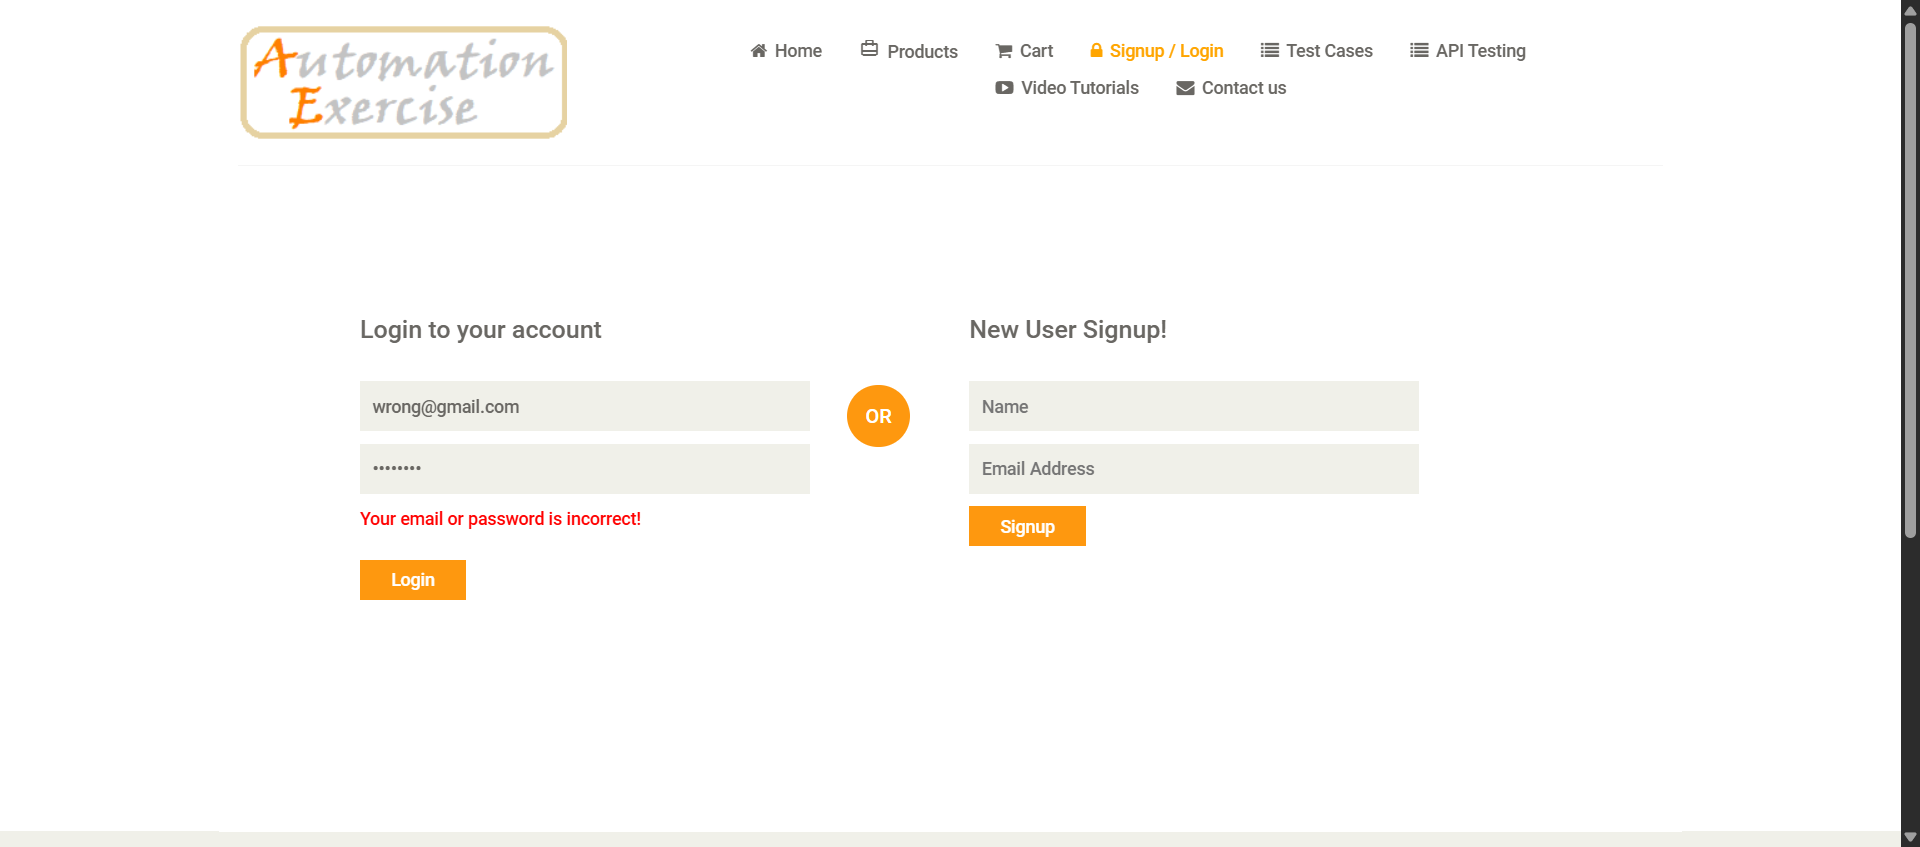 Automation
Exercise
Home Products Cart Signup / Login Test Cases API Testing
Video Tutorials Contact us
Login to your account
wrong@gmail.com
••••••••
Your email or password is incorrect!
Login
OR
New User Signup!
Name
Email Address
Signup